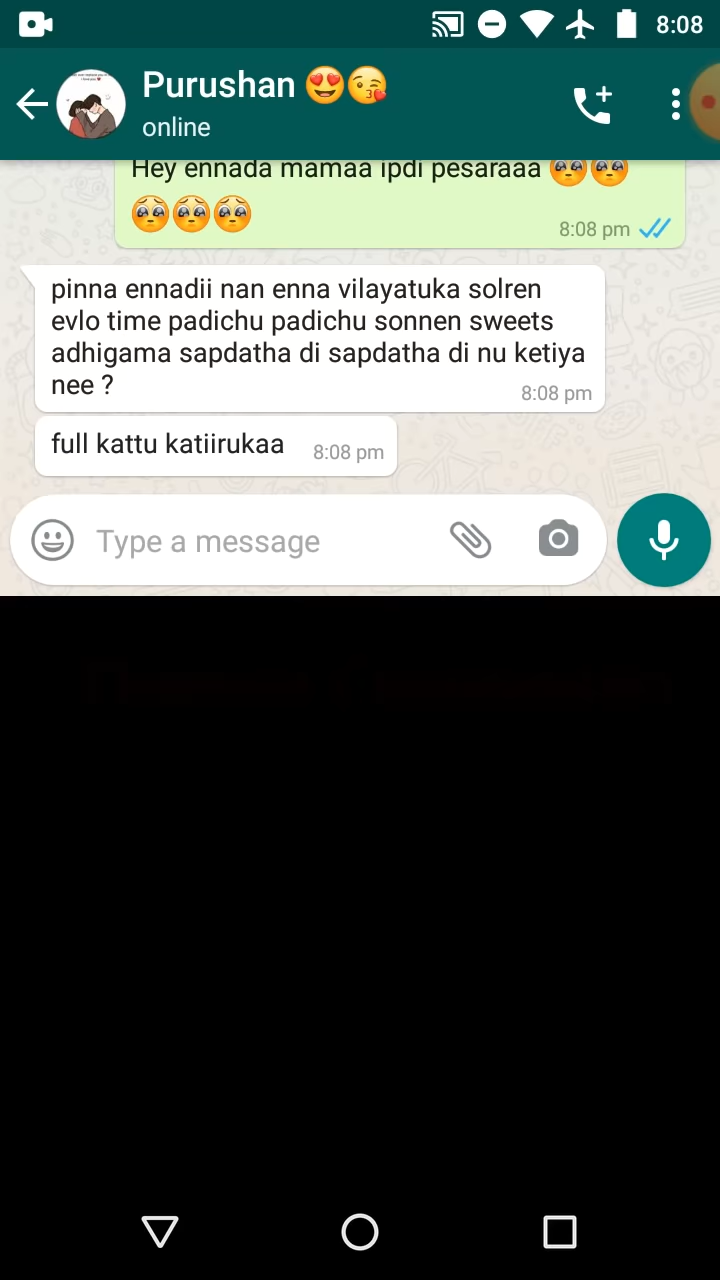 8:08
Purushan 😍😘
online
Hey ennada mamaa ipdi pesaraaa 🥺🥺
🥺🥺🥺
8:08 pm
pinna ennadii nan enna vilayatuka solren
evlo time padichu padichu sonnen sweets
adhigama sapdatha di sapdatha di nu ketiya
nee ?
8:08 pm
full kattu katiirukaa
8:08 pm
Type a message